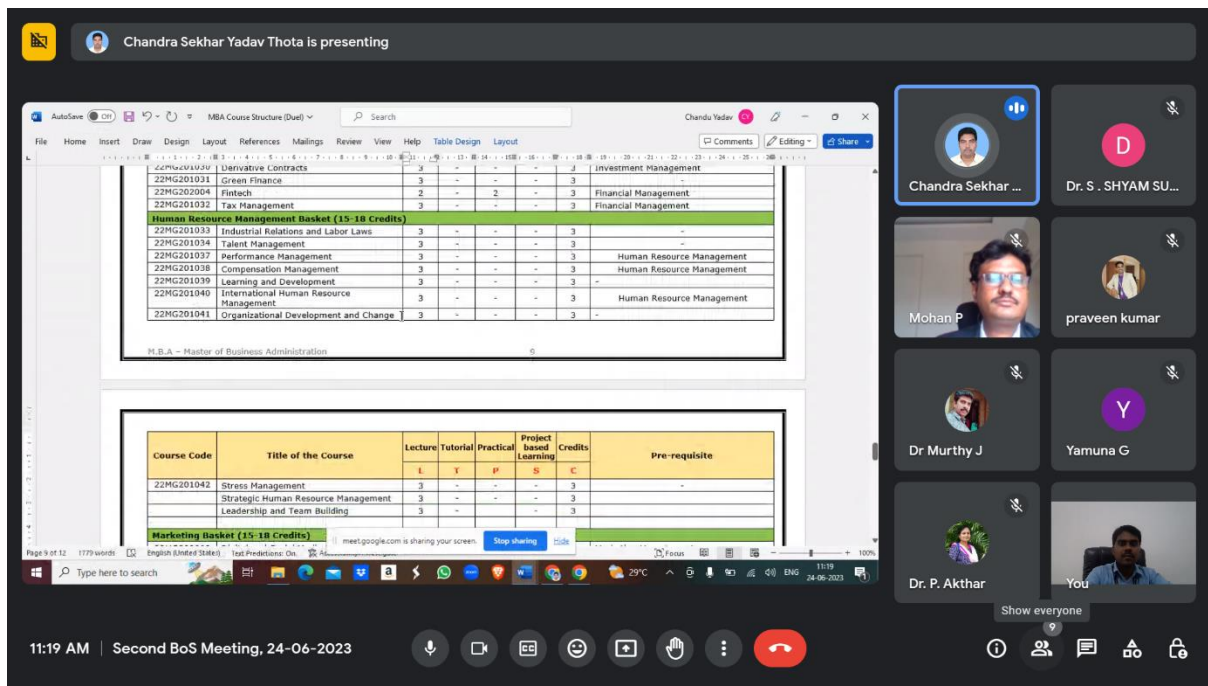 Chandra Sekhar Yadav Thota is presenting
AutoSave Off MBA Course Structure (Duel) Search Chandu Yadav CY
File Home Insert Draw Design Layout References Mailings Review View Help Table Design Layout Comments Editing Share
22MG201030 Derivative Contracts 3 - - - 3 Investment Management
22MG201031 Green Finance 3 - - - 3 -
22MG202004 Fintech 2 - 2 - 3 Financial Management
22MG201032 Tax Management 3 - - - 3 Financial Management
Human Resource Management Basket (15-18 Credits)
22MG201033 Industrial Relations and Labor Laws 3 - - - 3 -
22MG201034 Talent Management 3 - - - 3 -
22MG201037 Performance Management 3 - - - 3 Human Resource Management
22MG201038 Compensation Management 3 - - - 3 Human Resource Management
22MG201039 Learning and Development 3 - - - 3 -
22MG201040 International Human Resource
Management 3 - - - 3 Human Resource Management
22MG201041 Organizational Development and Change 3 - - - 3 -
M.B.A – Master of Business Administration 9
Course Code Title of the Course Lecture Tutorial Practical Project
based
Learning Credits Pre-requisite
L T P S C
22MG201042 Stress Management 3 - - - 3 -
Strategic Human Resource Management 3 - - - 3
Leadership and Team Building 3 - - - 3
Marketing Basket (15-18 Credits)
meet.google.com is sharing your screen. Stop sharing Hide
Page 9 of 12 1779 words English (United States) Text Predictions: On Focus 100%
Type here to search 29°C ENG 11:19
24-06-2023
Chandra Sekhar ...
D
Dr. S . SHYAM SU...
Mohan P
praveen kumar
Dr Murthy J
Y
Yamuna G
Dr. P. Akthar
You
Show everyone
9
11:19 AM | Second BoS Meeting, 24-06-2023